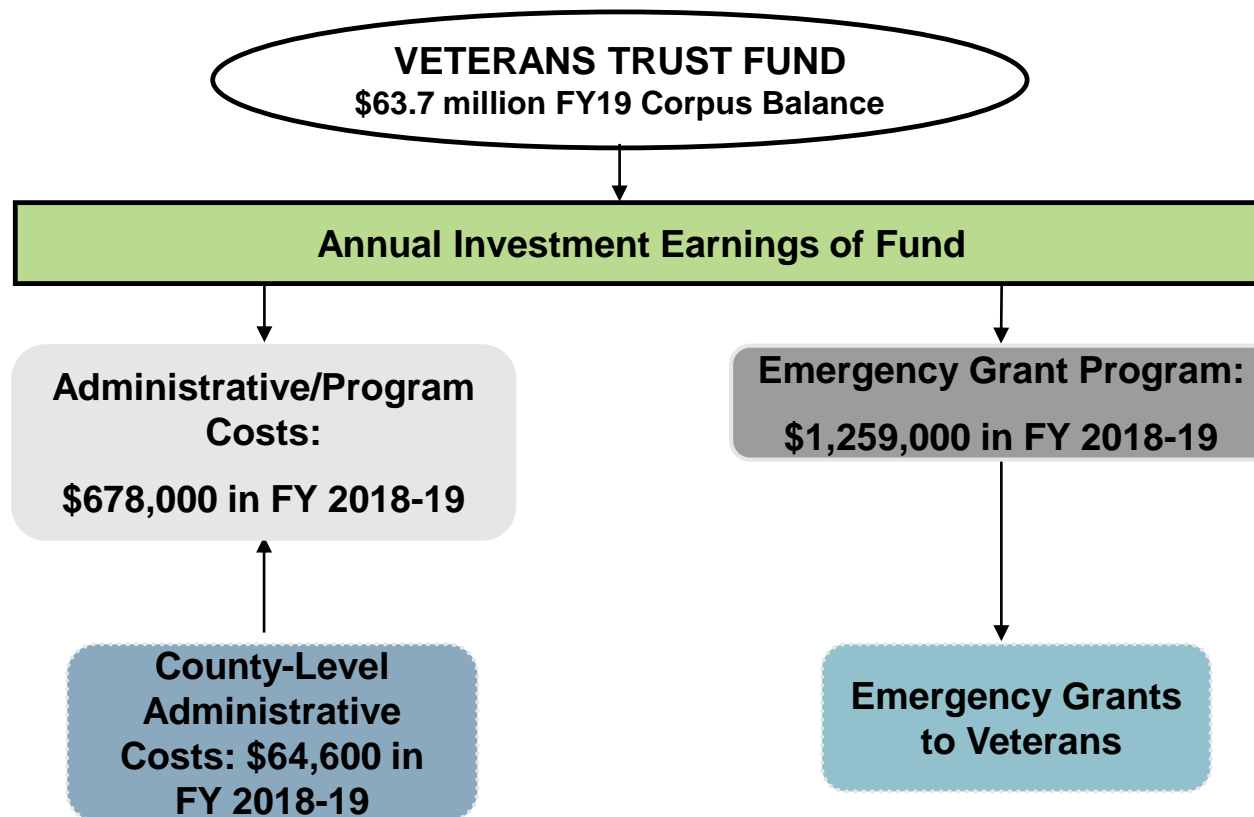 VETERANS TRUST FUND
$63.7 million FY19 Corpus Balance
Annual Investment Earnings of Fund
Administrative/Program
Costs:
$678,000 in FY 2018-19
Emergency Grant Program:
$1,259,000 in FY 2018-19
County-Level
Administrative
Costs: $64,600 in
FY 2018-19
Emergency Grants
to Veterans